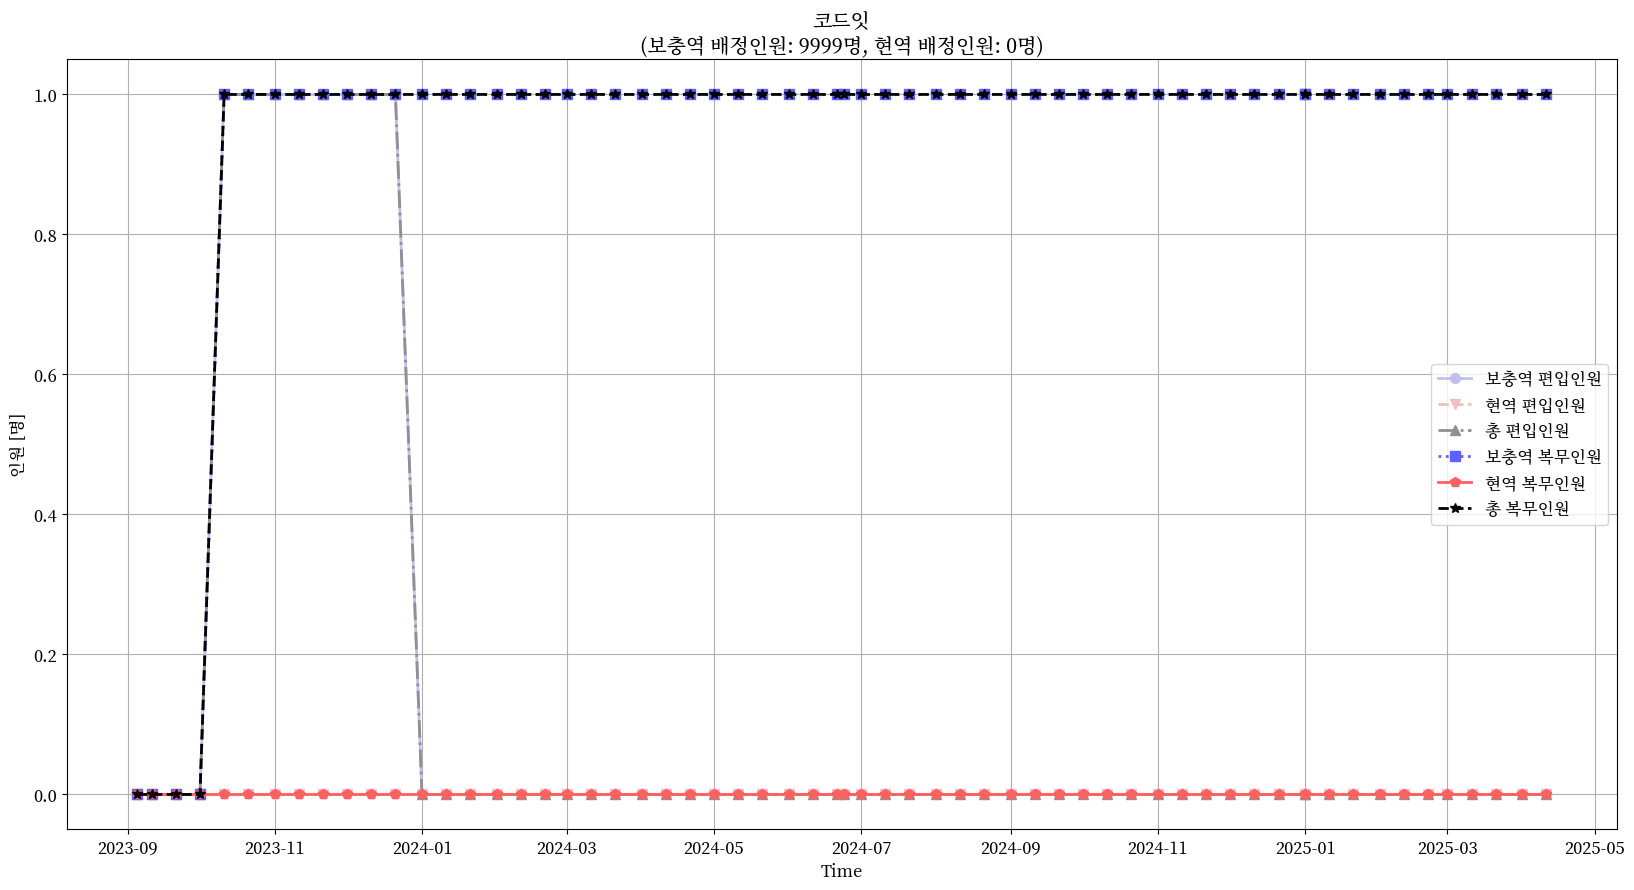 코드잇
(보충역 배정인원: 9999명, 현역 배정인원: 0명)
인원 [명]
1.0
0.8
0.6
0.4
0.2
0.0
보충역 편입인원
현역 편입인원
총 편입인원
보충역 복무인원
현역 복무인원
총 복무인원
2023-09 2023-11 2024-01 2024-03 2024-05 2024-07 2024-09 2024-11 2025-01 2025-03 2025-05
Time